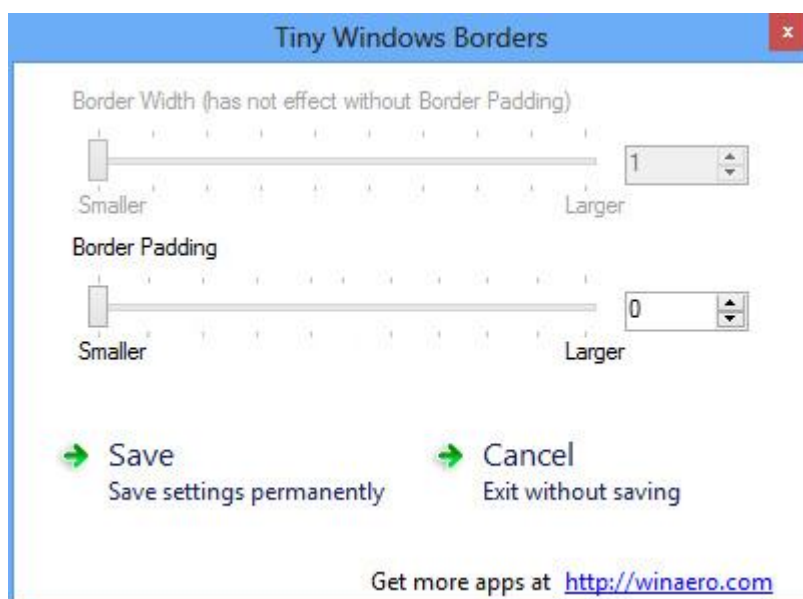 Tiny Windows Borders
x
Border Width (has not effect without Border Padding)
1
Smaller Larger
Border Padding
0
Smaller Larger
Save Cancel
Save settings permanently Exit without saving
Get more apps at http://winaero.com